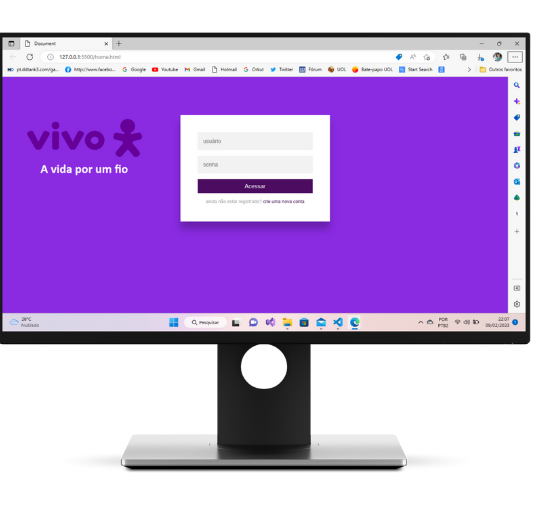 Document
127.0.0.1:5500/home.html
pt.dittank3.com/ga... http://www.facebo... Google Youtube Gmail Hotmail Orkut Twitter Fórum UOL Bate-papo UOL Start Search Outros favoritos
vivo
A vida por um fio
usuário
senha
Acessar
ainda não estar registrado? crie uma nova conta
28°C
Nublado
Pesquisar
POR
PTB2
22:07
09/02/2023